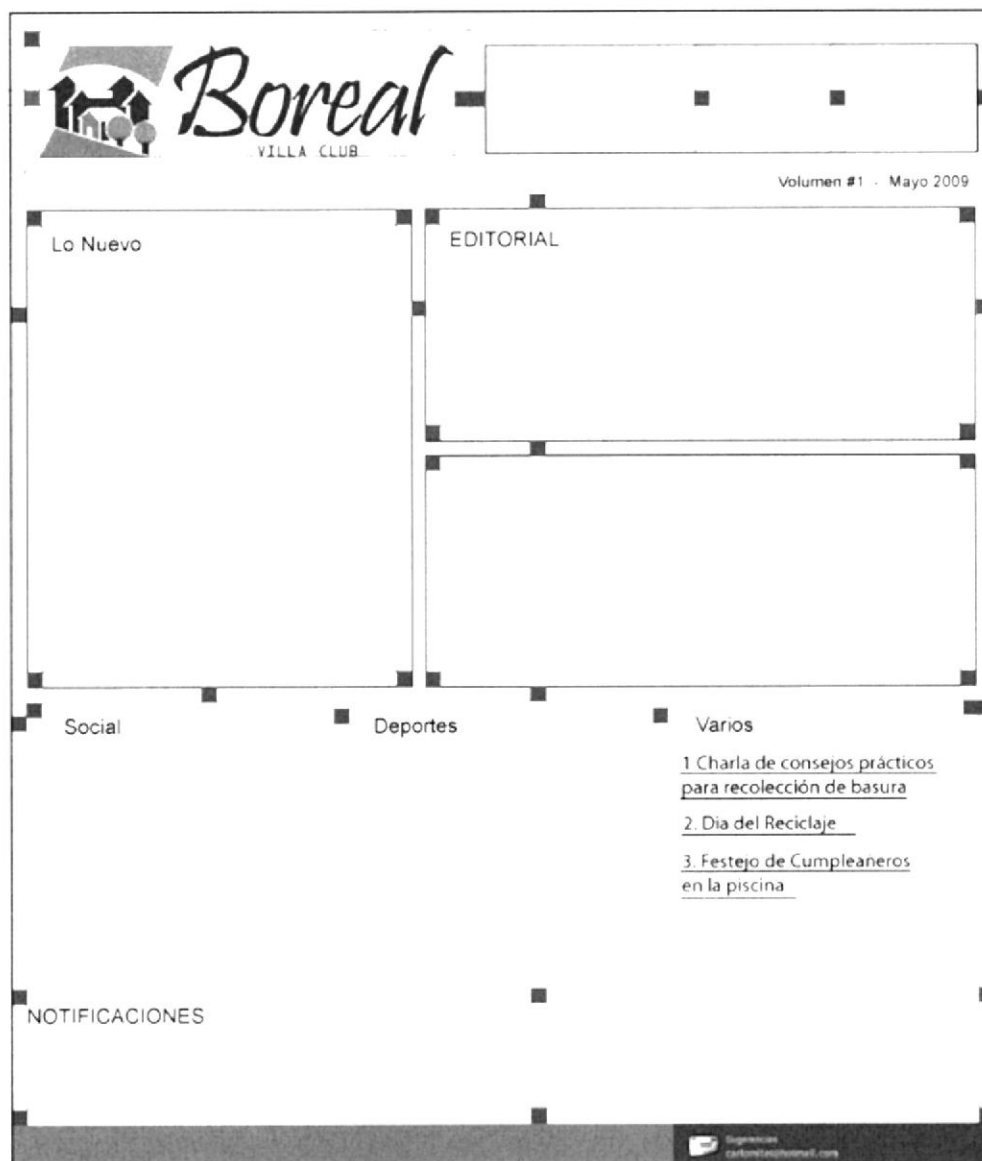 Boreal
VILLA CLUB
Volumen #1 - Mayo 2009
Lo Nuevo
EDITORIAL
Social
Deportes
Varios
1 Charla de consejos prácticos
para recolección de basura
2. Dia del Reciclaje
3. Festejo de Cumpleañeros
en la piscina
NOTIFICACIONES
Sugerencias